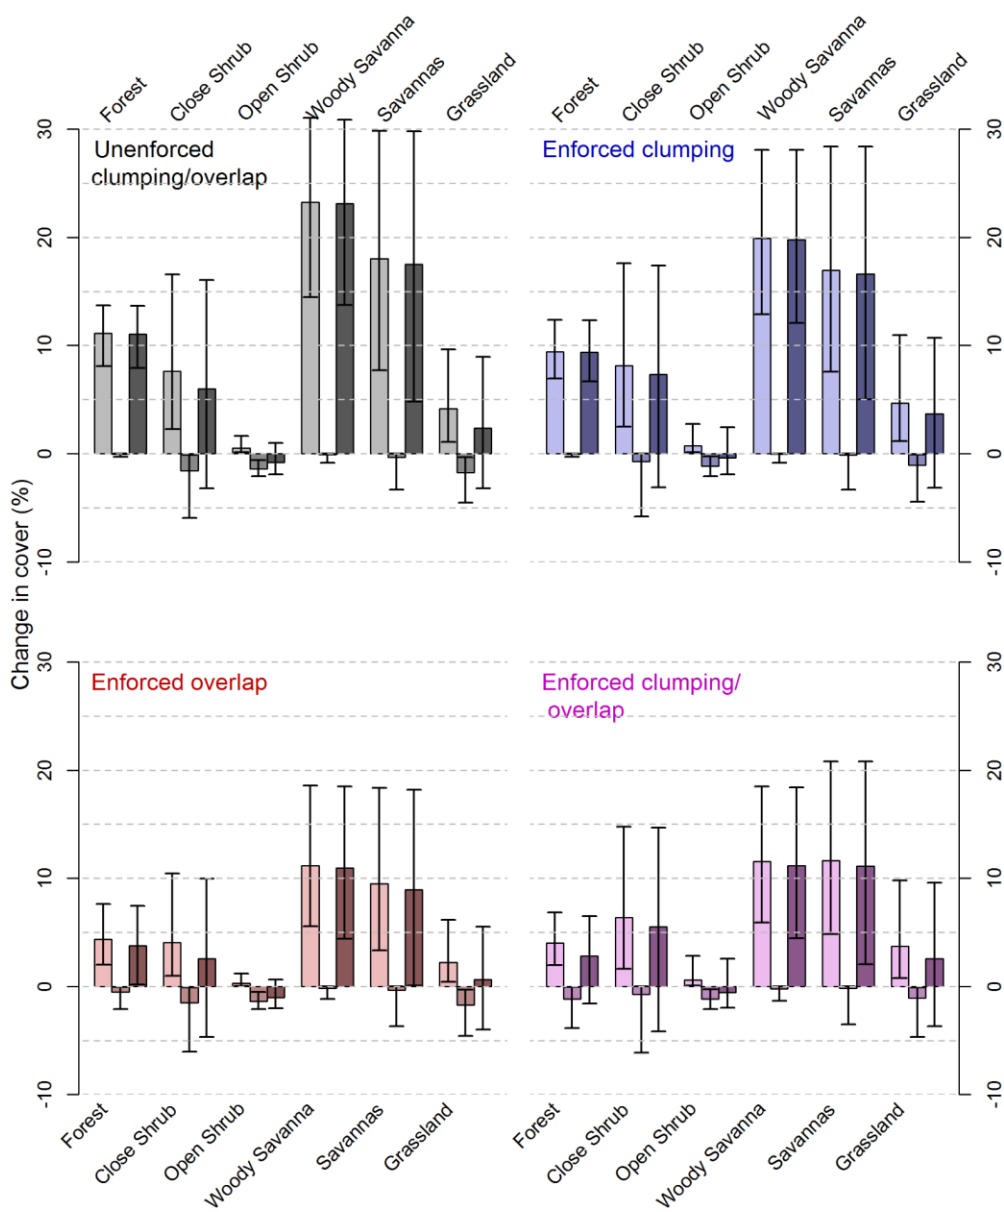 Forest
Close Shrub
Open Shrub
Woody Savanna
Savannas
Grassland
Forest
Close Shrub
Open Shrub
Woody Savanna
Savannas
Grassland
30
20
10
0
-10
Unenforced
clumping/overlap
Enforced clumping
30
20
10
0
-10
Change in cover (%)
30
20
10
0
-10
Enforced overlap
Enforced clumping/
overlap
30
20
10
0
-10
Forest
Close Shrub
Open Shrub
Woody Savanna
Savannas
Grassland
Forest
Close Shrub
Open Shrub
Woody Savanna
Savannas
Grassland